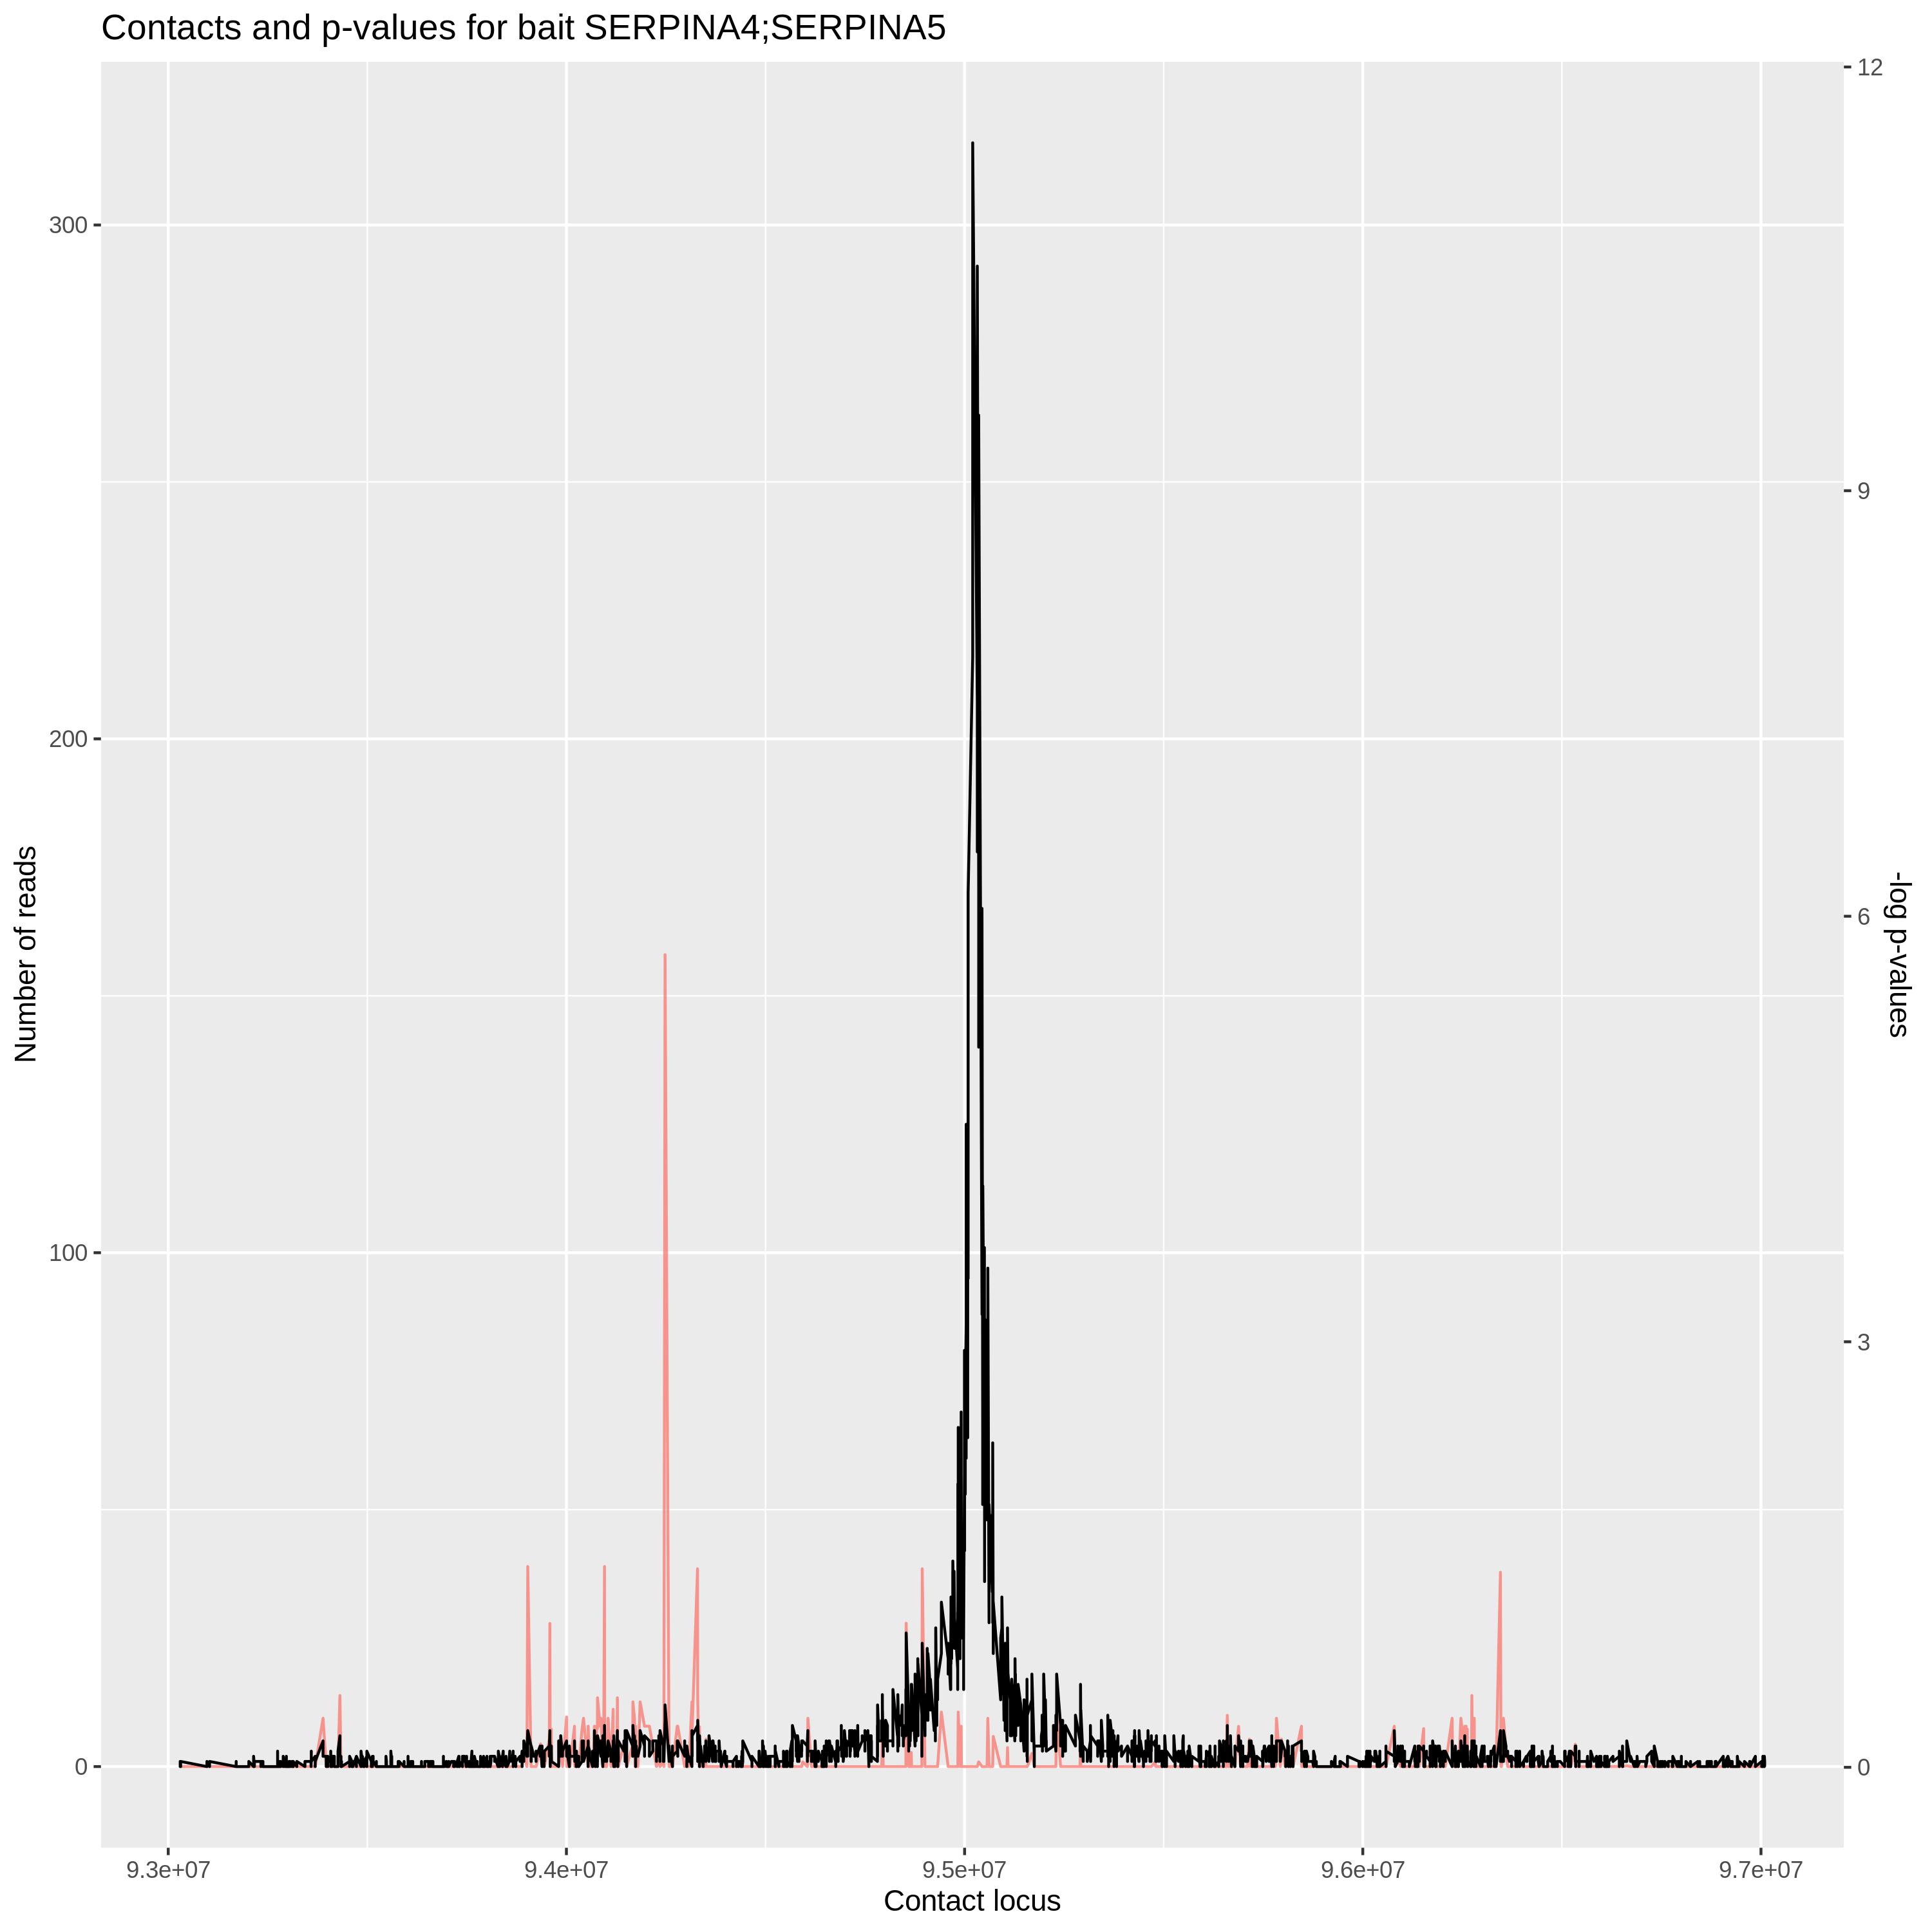 Contacts and p-values for bait SERPINA4;SERPINA5
300
200
100
0
Number of reads
12
9
6
3
0
-log p-values
9.3e+07
9.4e+07
9.5e+07
9.6e+07
9.7e+07
Contact locus